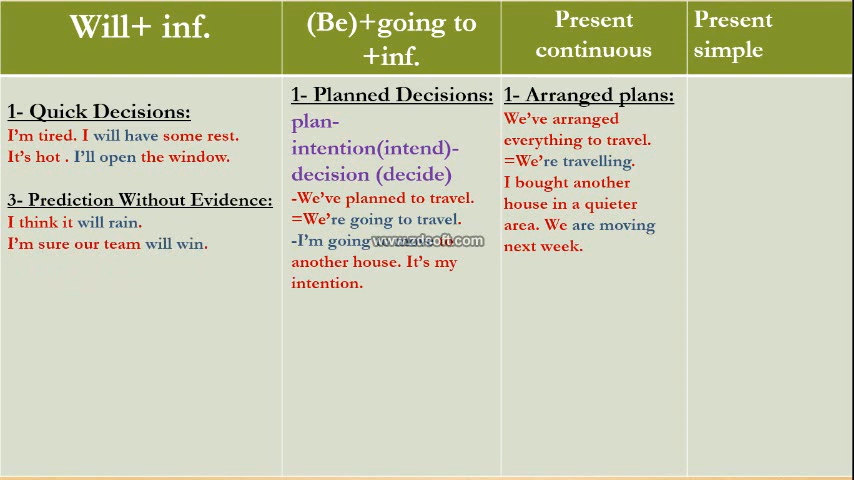 Will+ inf.
(Be)+going to
+inf.
Present
continuous
Present
simple
1- Quick Decisions:
I'm tired. I will have some rest.
It's hot . I'll open the window.
3- Prediction Without Evidence:
I think it will rain.
I'm sure our team will win.
1- Planned Decisions:
plan-
intention(intend)-
decision (decide)
-We've planned to travel.
=We're going to travel.
-I'm going
another house. It's my
intention.
www.zdsoft.com
1- Arranged plans:
We've arranged
everything to travel.
=We're travelling.
I bought another
house in a quieter
area. We are moving
next week.